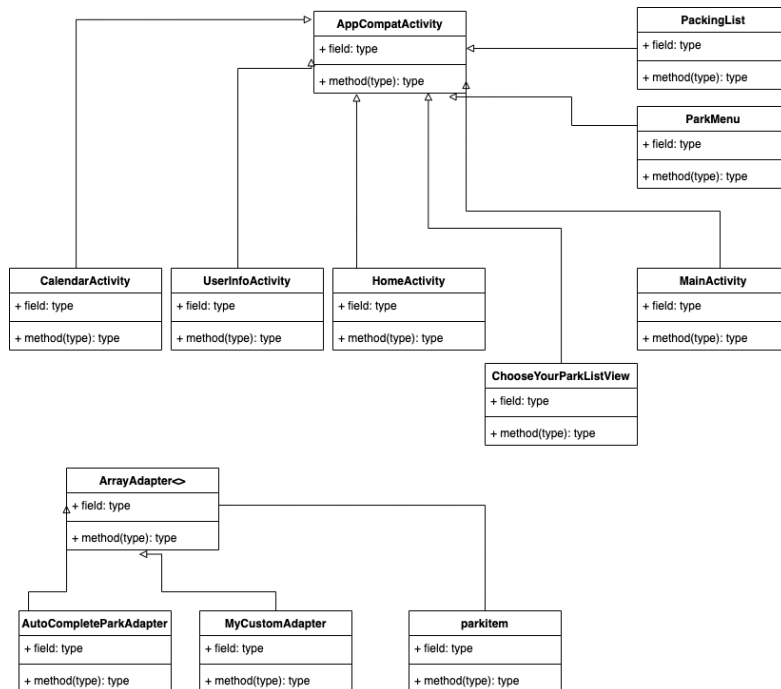 AppCompatActivity
+ field: type
+ method(type): type
PackingList
+ field: type
+ method(type): type
ParkMenu
+ field: type
+ method(type): type
CalendarActivity
+ field: type
+ method(type): type
UserInfoActivity
+ field: type
+ method(type): type
HomeActivity
+ field: type
+ method(type): type
MainActivity
+ field: type
+ method(type): type
ChooseYourParkListView
+ field: type
+ method(type): type
ArrayAdapter<>
+ field: type
+ method(type): type
AutoCompleteParkAdapter
+ field: type
+ method(type): type
MyCustomAdapter
+ field: type
+ method(type): type
parkitem
+ field: type
+ method(type): type